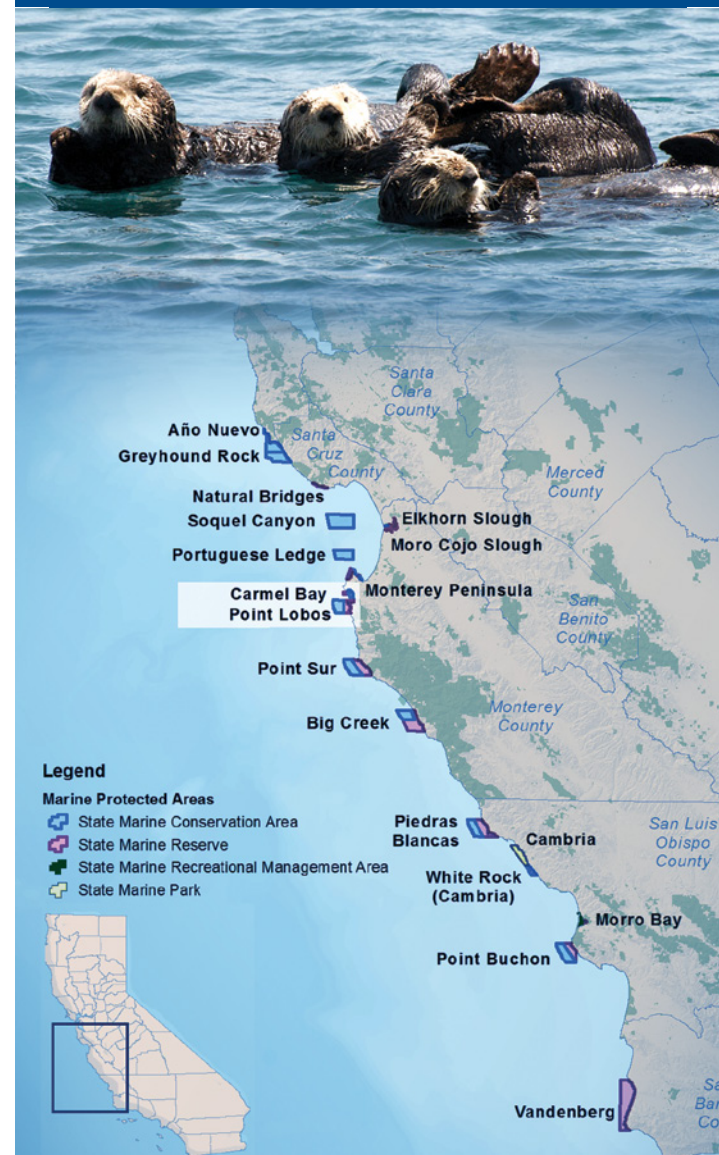 Santa
Clara
County
Año Nuevo
Greyhound Rock
Santa
Cruz
County
Merced
County
Natural Bridges
Soquel Canyon
Elkhorn Slough
Moro Cojo Slough
Portuguese Ledge
Carmel Bay
Point Lobos
Monterey Peninsula
San
Benito
County
Point Sur
Big Creek
Monterey
County
Legend
Marine Protected Areas
State Marine Conservation Area
State Marine Reserve
State Marine Recreational Management Area
State Marine Park
Piedras
Blancas
Cambria
San Luis
Obispo
County
White Rock
(Cambria)
Morro Bay
Point Buchon
Vandenberg